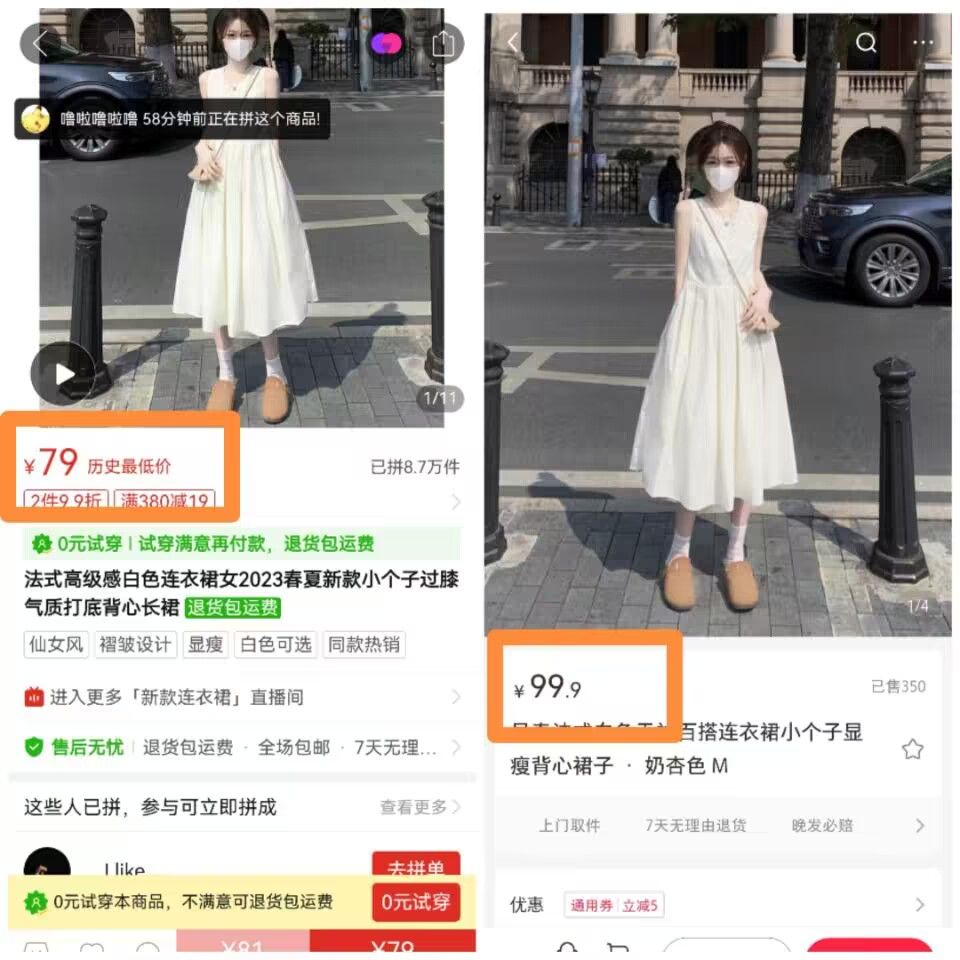 噜啦噜啦噜 58分钟前正在拼这个商品!
1/11
¥79 历史最低价
已拼8.7万件
2件9.9折 满380减19
0元试穿 | 试穿满意再付款，退货包运费
法式高级感白色连衣裙女2023春夏新款小个子过膝
气质打底背心长裙 退货包运费
仙女风 褶皱设计 显瘦 白色可选 同款热销
进入更多「新款连衣裙」直播间
售后无忧 | 退货包运费 · 全场包邮 · 7天无理...
这些人已拼，参与可立即拼成
查看更多
I like
去拼单
0元试穿本商品，不满意可退货包运费
0元试穿
¥81
¥79
1/4
¥99.9
已售350
百搭连衣裙小个子显
瘦背心裙子 · 奶杏色 M
上门取件 7天无理由退货 晚发必赔
优惠 通用券 | 立减5